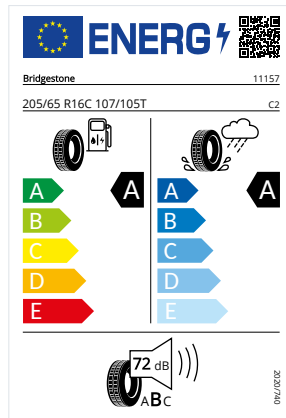 ENERG
Bridgestone 11157
205/65 R16C 107/105T C2
A A A A
B B
C C
D D
E E
72 dB
ABC
2020/740